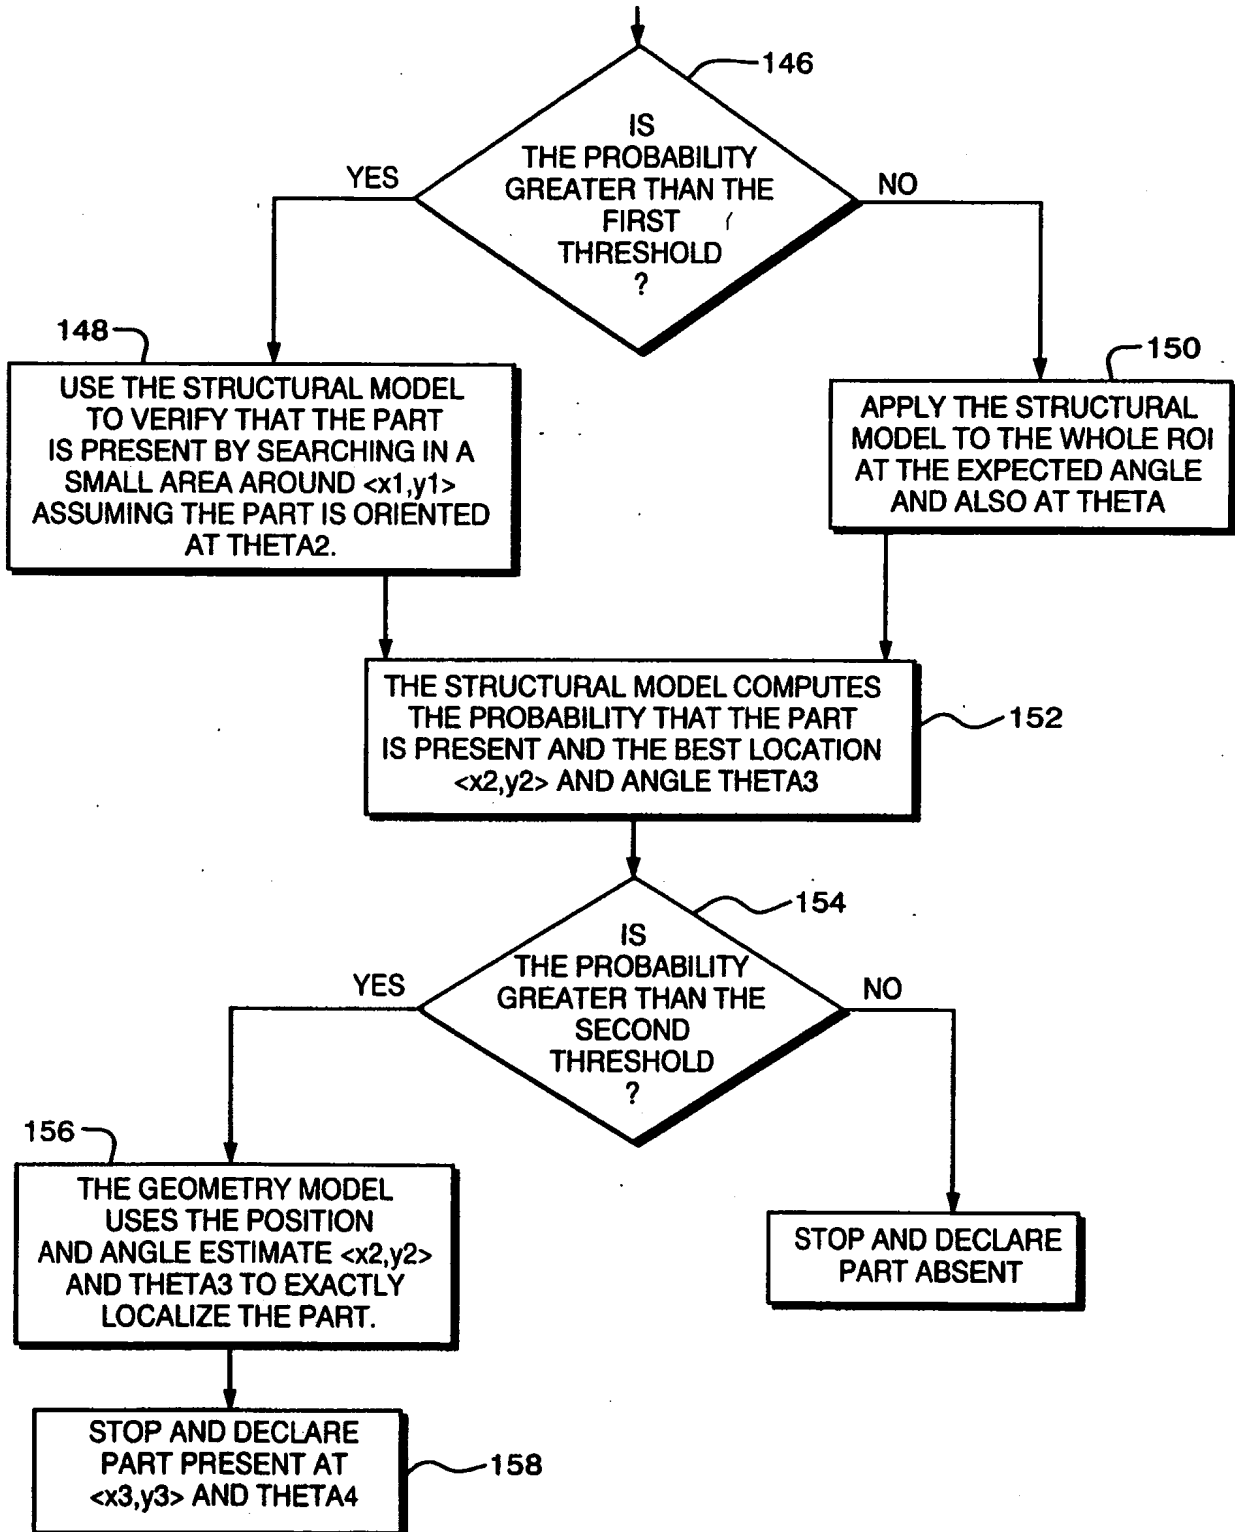 146
IS
THE PROBABILITY
GREATER THAN THE
FIRST
THRESHOLD
?
YES
NO
148
USE THE STRUCTURAL MODEL
TO VERIFY THAT THE PART
IS PRESENT BY SEARCHING IN A
SMALL AREA AROUND <x1,y1>
ASSUMING THE PART IS ORIENTED
AT THETA2.
150
APPLY THE STRUCTURAL
MODEL TO THE WHOLE ROI
AT THE EXPECTED ANGLE
AND ALSO AT THETA
THE STRUCTURAL MODEL COMPUTES
THE PROBABILITY THAT THE PART
IS PRESENT AND THE BEST LOCATION
<x2,y2> AND ANGLE THETA3
152
154
IS
THE PROBABILITY
GREATER THAN THE
SECOND
THRESHOLD
?
YES
NO
156
THE GEOMETRY MODEL
USES THE POSITION
AND ANGLE ESTIMATE <x2,y2>
AND THETA3 TO EXACTLY
LOCALIZE THE PART.
STOP AND DECLARE
PART ABSENT
STOP AND DECLARE
PART PRESENT AT
<x3,y3> AND THETA4
158